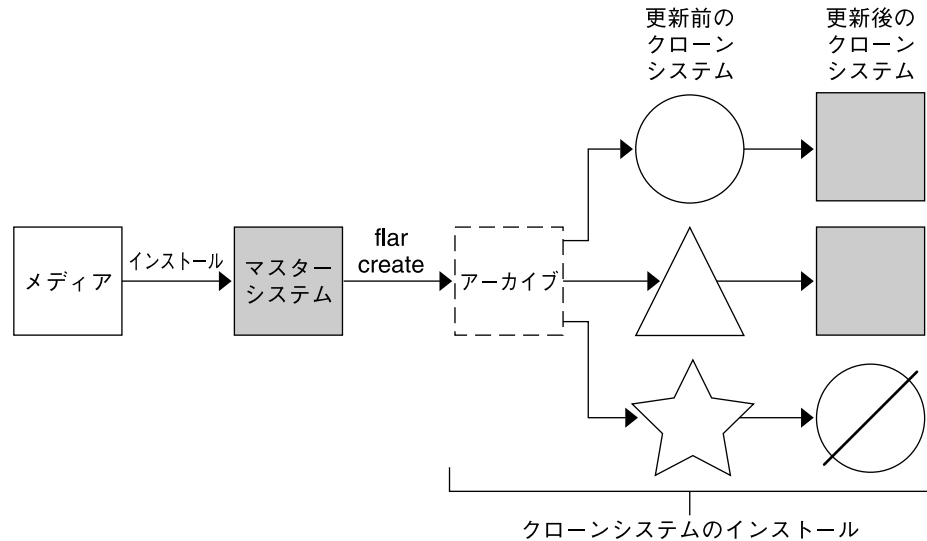 更新前の
クローン
システム
更新後の
クローン
システム
メディア
インストール
マスター
システム
flar
create
アーカイブ
クローンシステムのインストール